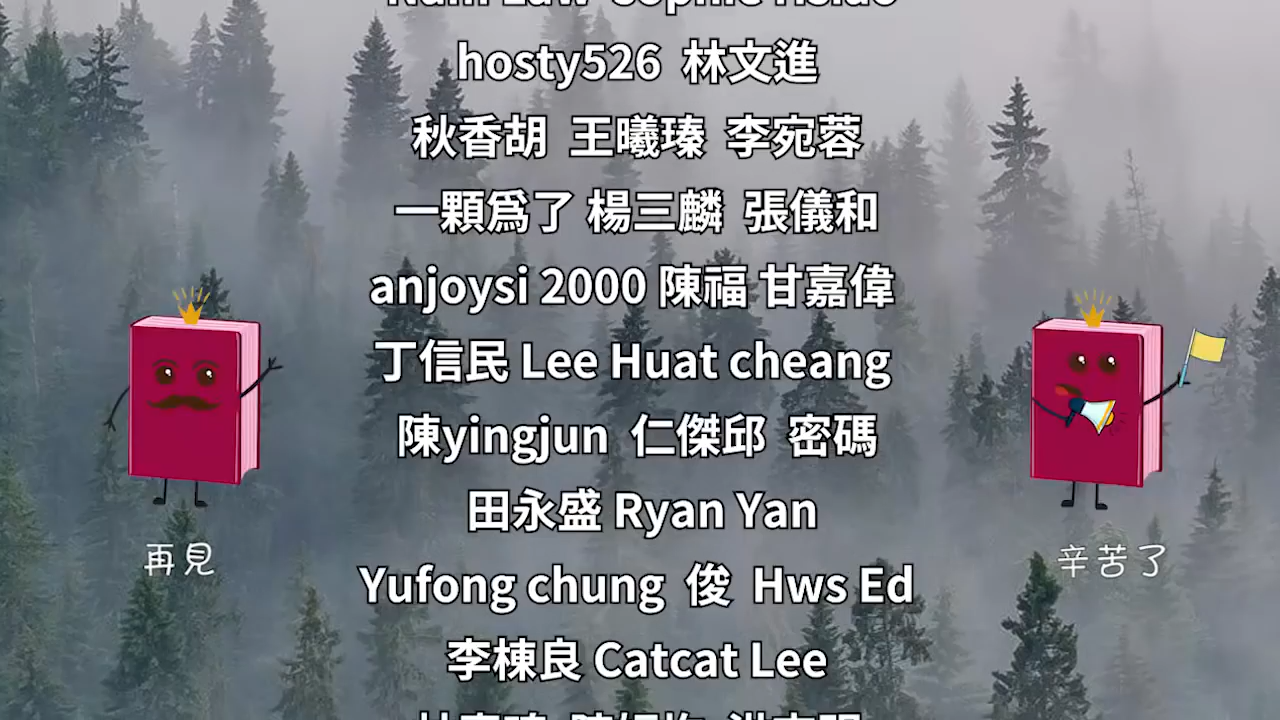 hosty526 林文進
秋香胡 王曦瑧 李宛蓉
一顆爲了 楊三麟 張儀和
anjoysi 2000 陳福 甘嘉偉
丁信民 Lee Huat cheang
陳yingjun 仁傑邱 密碼
田永盛 Ryan Yan
再見
辛苦了
Yufong chung 俊 Hws Ed
李棟良 Catcat Lee